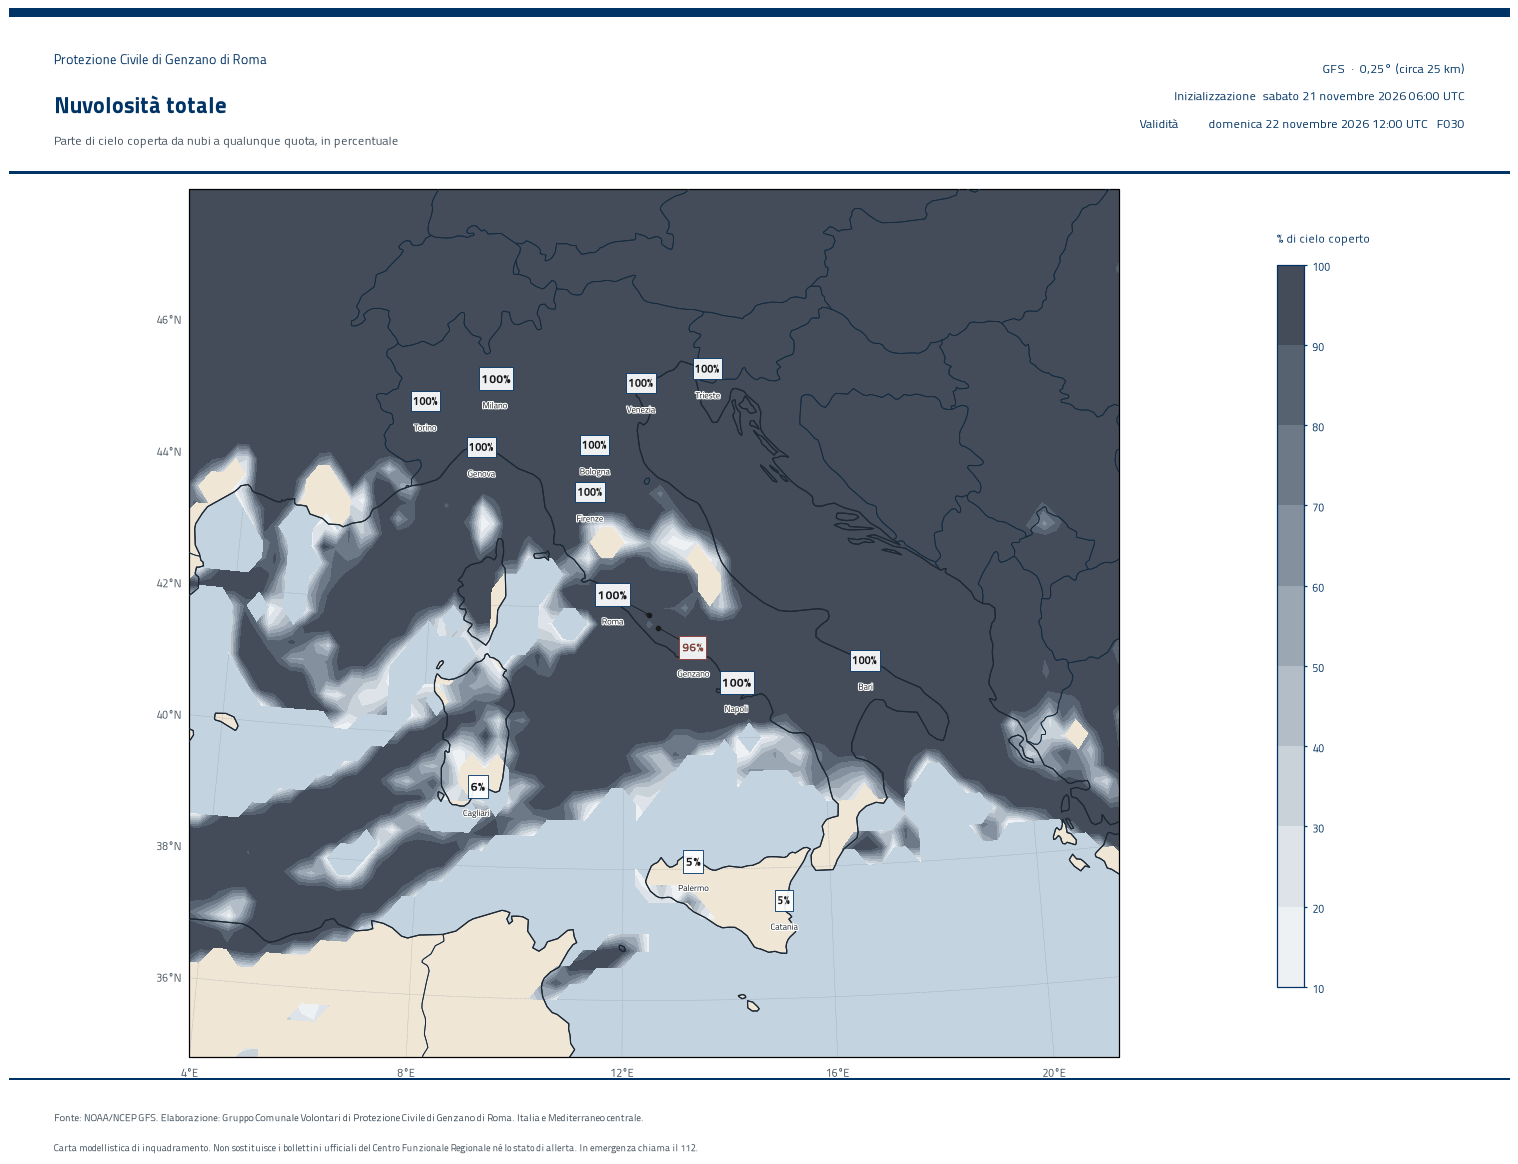 Protezione Civile di Genzano di Roma
Nuvolosità totale
Parte di cielo coperta da nubi a qualunque quota, in percentuale
GFS · 0,25° (circa 25 km)
Inizializzazione sabato 21 novembre 2026 06:00 UTC
Validità domenica 22 novembre 2026 12:00 UTC F030
% di cielo coperto
100
90
80
70
60
50
40
30
20
10
46°N
44°N
42°N
40°N
38°N
36°N
4°E
8°E
12°E
16°E
20°E
100%
Trieste
100%
Milano
100%
Venezia
100%
Torino
100%
Genova
100%
Bologna
100%
Firenze
100%
Roma
96%
Genzano
100%
Bari
100%
Napoli
6%
Cagliari
5%
Palermo
5%
Catania
Fonte: NOAA/NCEP GFS. Elaborazione: Gruppo Comunale Volontari di Protezione Civile di Genzano di Roma. Italia e Mediterraneo centrale.
Carta modellistica di inquadramento. Non sostituisce i bollettini ufficiali del Centro Funzionale Regionale né lo stato di allerta. In emergenza chiama il 112.